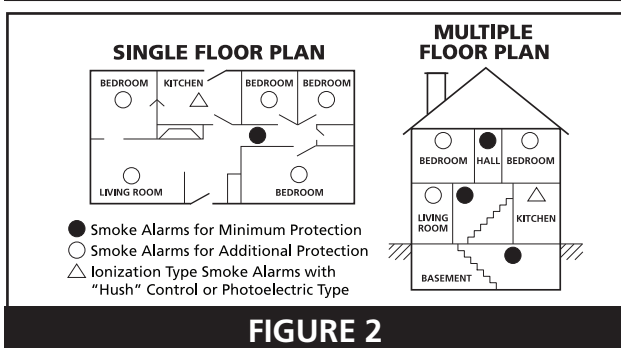 SINGLE FLOOR PLAN
BEDROOM KITCHEN BEDROOM BEDROOM
LIVING ROOM BEDROOM
MULTIPLE
FLOOR PLAN
BEDROOM HALL BEDROOM
LIVING
ROOM
KITCHEN
BASEMENT
Smoke Alarms for Minimum Protection
Smoke Alarms for Additional Protection
Ionization Type Smoke Alarms with
“Hush” Control or Photoelectric Type
FIGURE 2